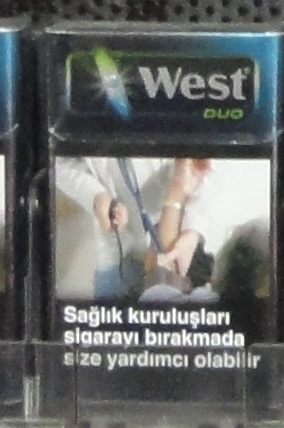 West
DUO
Sağlık kuruluşları
sigarayı bırakmada
size yardımcı olabilir